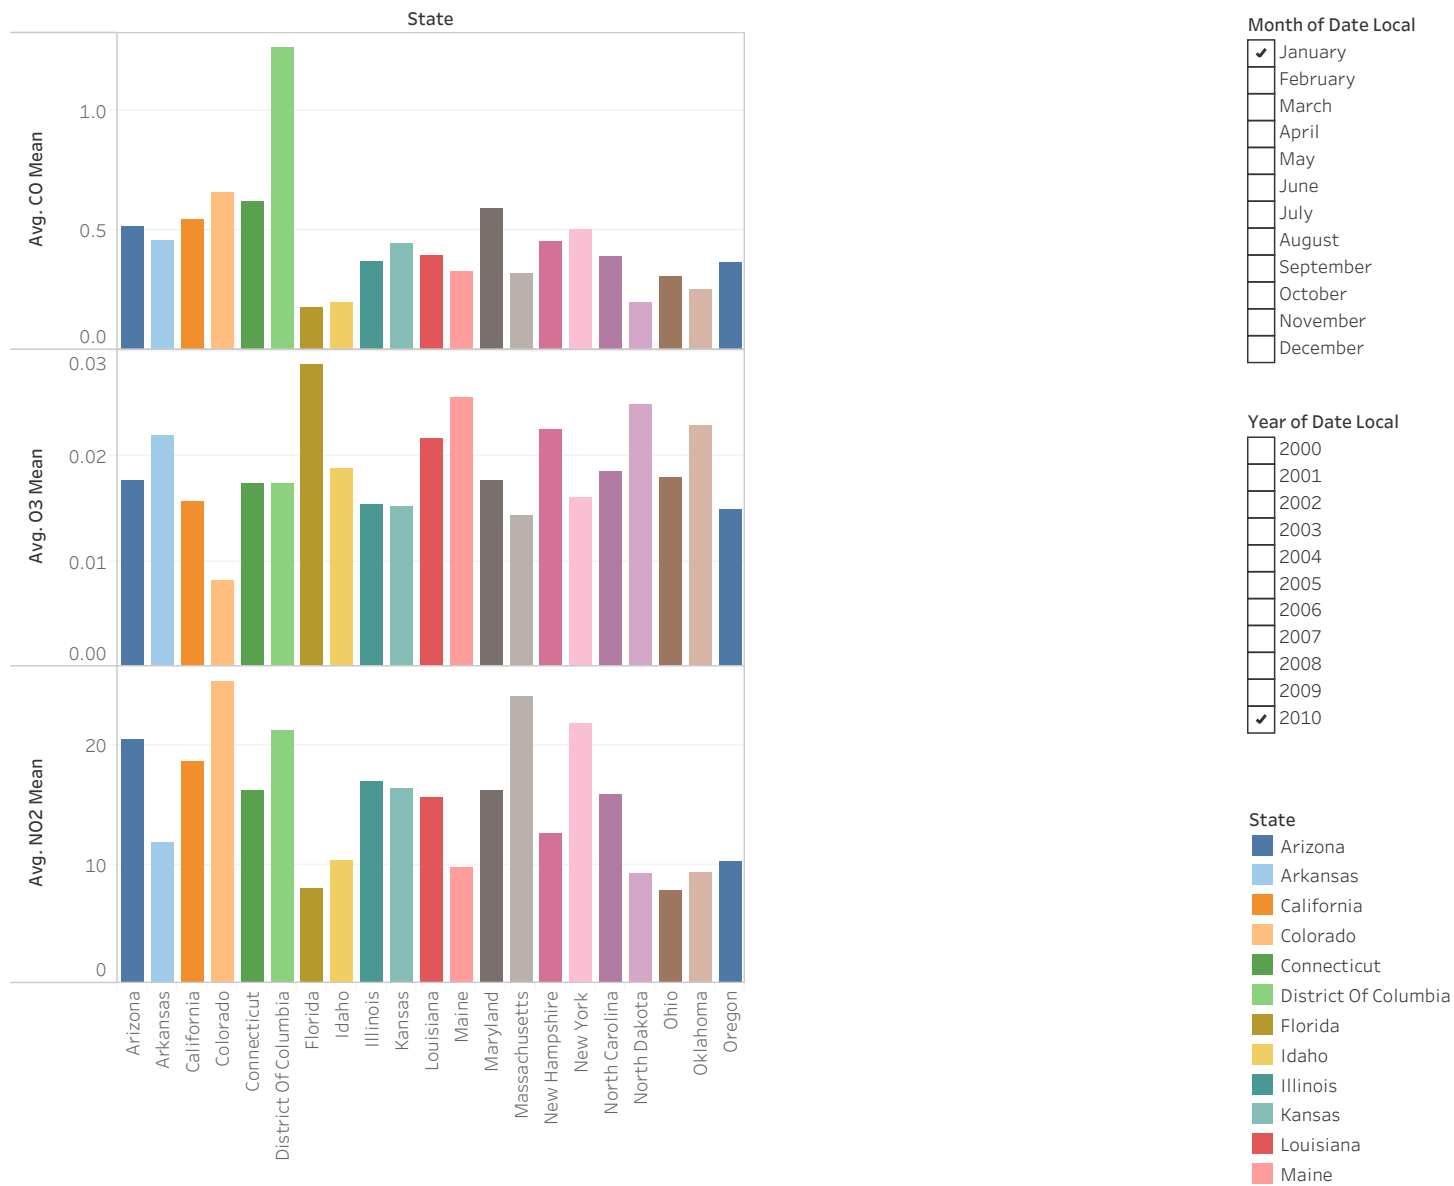 State
Avg. CO Mean
1.0
0.5
0.0
Avg. O3 Mean
0.03
0.02
0.01
0.00
Avg. NO2 Mean
20
10
0
Arizona
Arkansas
California
Colorado
Connecticut
District Of Columbia
Florida
Idaho
Illinois
Kansas
Louisiana
Maine
Maryland
Massachusetts
New Hampshire
New York
North Carolina
North Dakota
Ohio
Oklahoma
Oregon
Month of Date Local
January
February
March
April
May
June
July
August
September
October
November
December
Year of Date Local
2000
2001
2002
2003
2004
2005
2006
2007
2008
2009
2010
State
Arizona
Arkansas
California
Colorado
Connecticut
District Of Columbia
Florida
Idaho
Illinois
Kansas
Louisiana
Maine